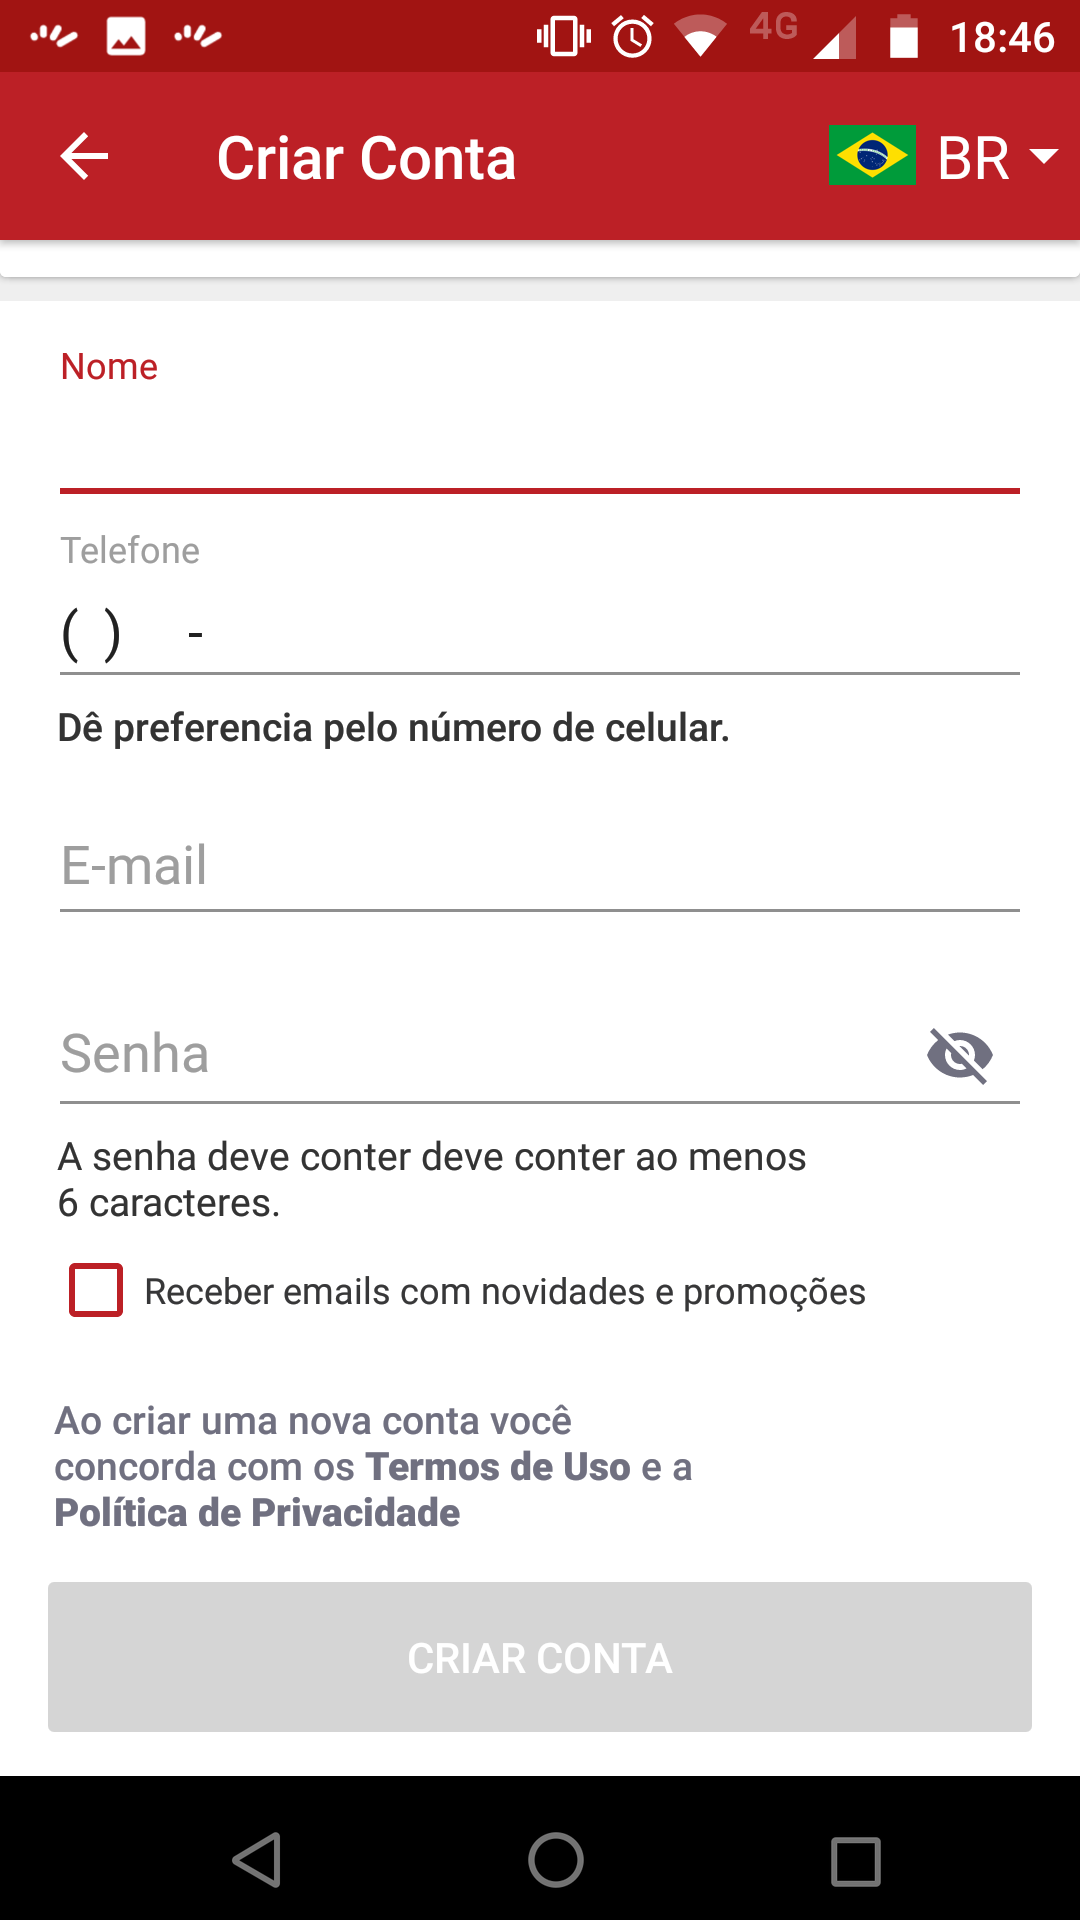 4G 18:46
Criar Conta BR
Nome
Telefone
( ) -
Dê preferencia pelo número de celular.
E-mail
Senha
A senha deve conter deve conter ao menos
6 caracteres.
Receber emails com novidades e promoções
Ao criar uma nova conta você
concorda com os Termos de Uso e a
Política de Privacidade
CRIAR CONTA